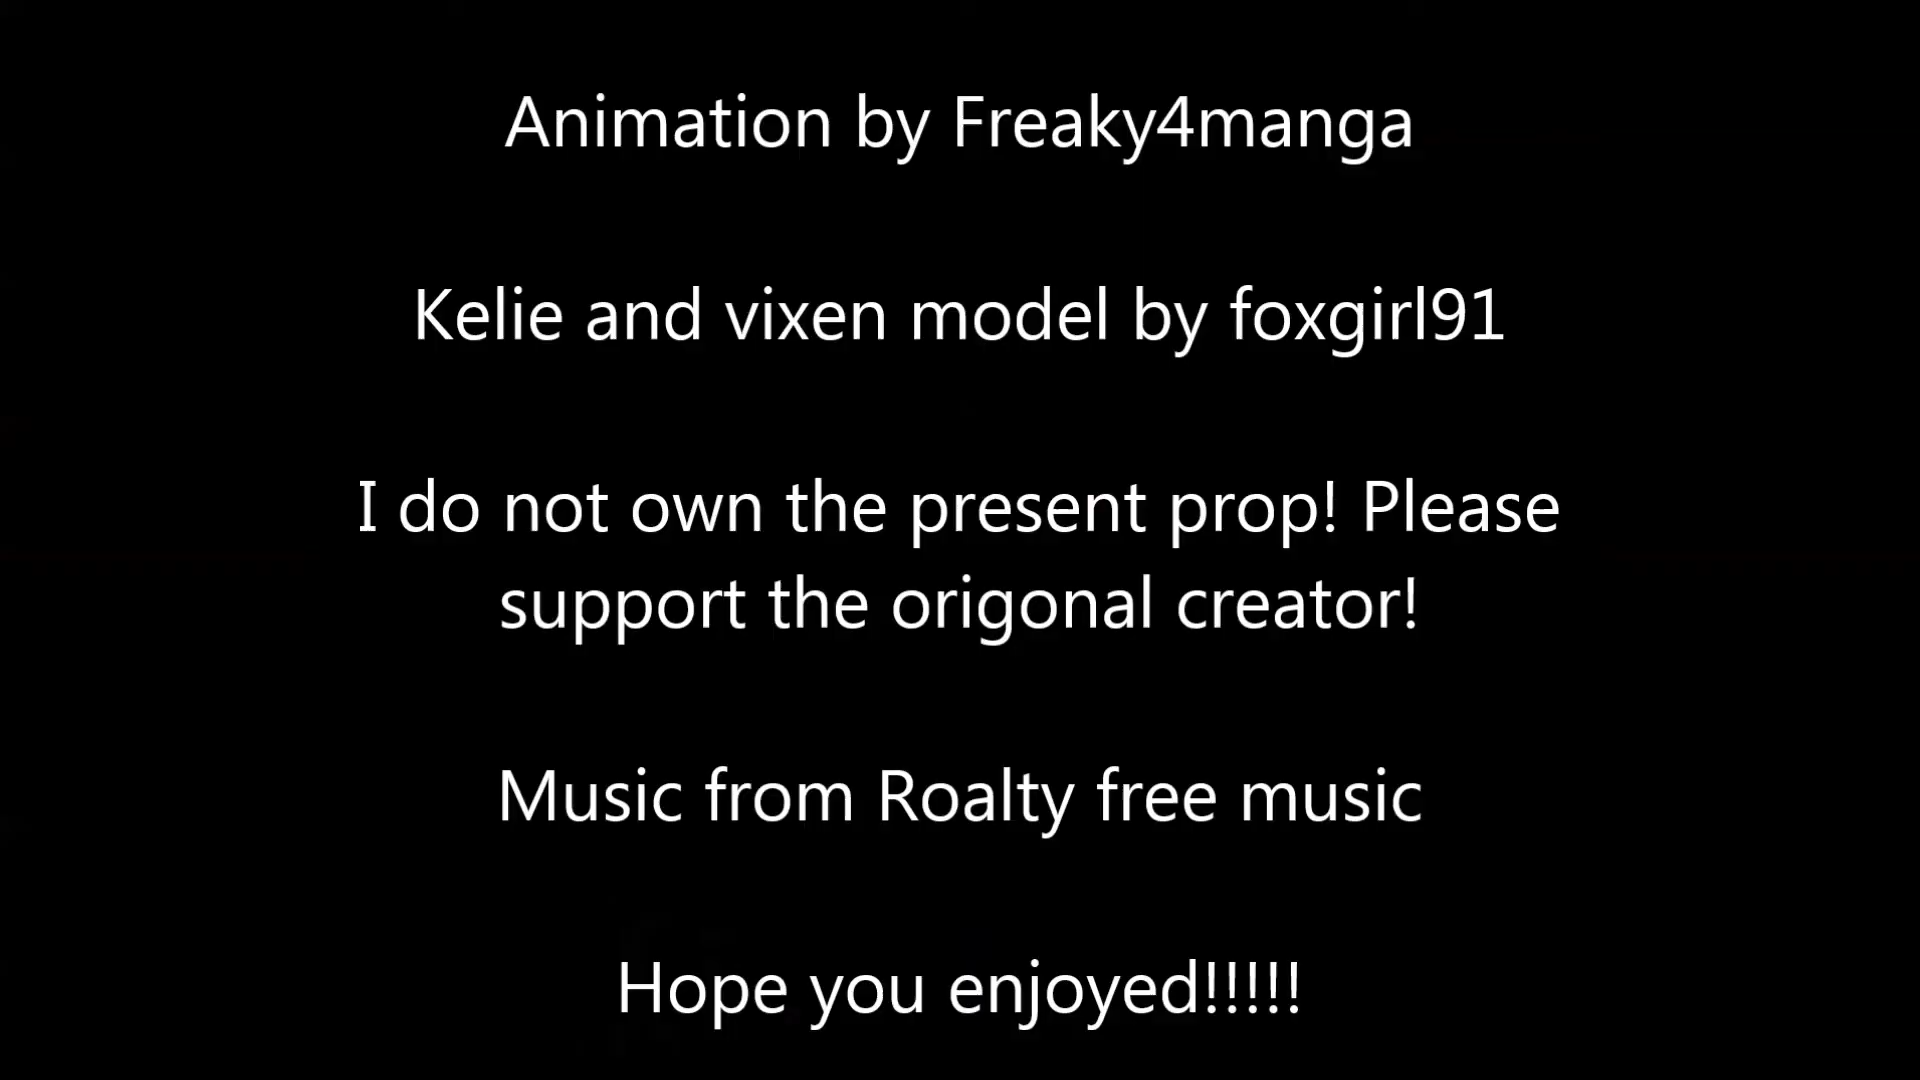 Animation by Freaky4manga
Kelie and vixen model by foxgirl91
I do not own the present prop! Please
support the origonal creator!
Music from Roalty free music
Hope you enjoyed!!!!!